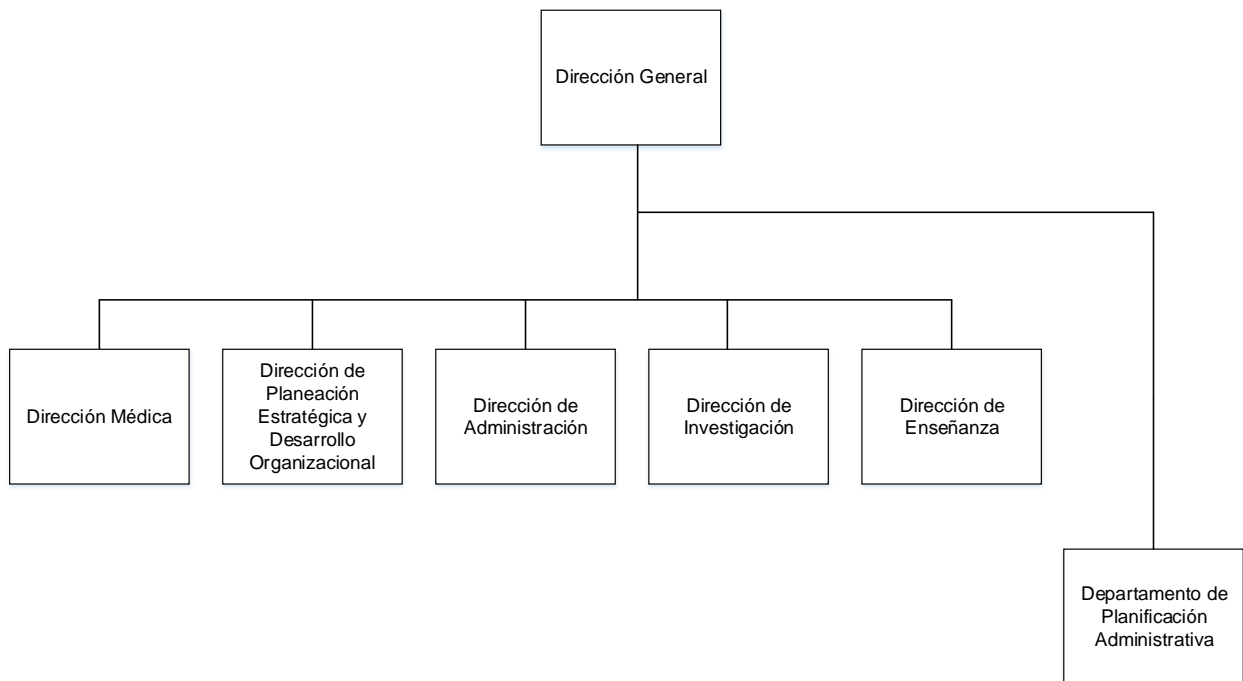 Dirección General
Dirección Médica
Dirección de
Planeación
Estratégica y
Desarrollo
Organizacional
Dirección de
Administración
Dirección de
Investigación
Dirección de
Enseñanza
Departamento de
Planificación
Administrativa